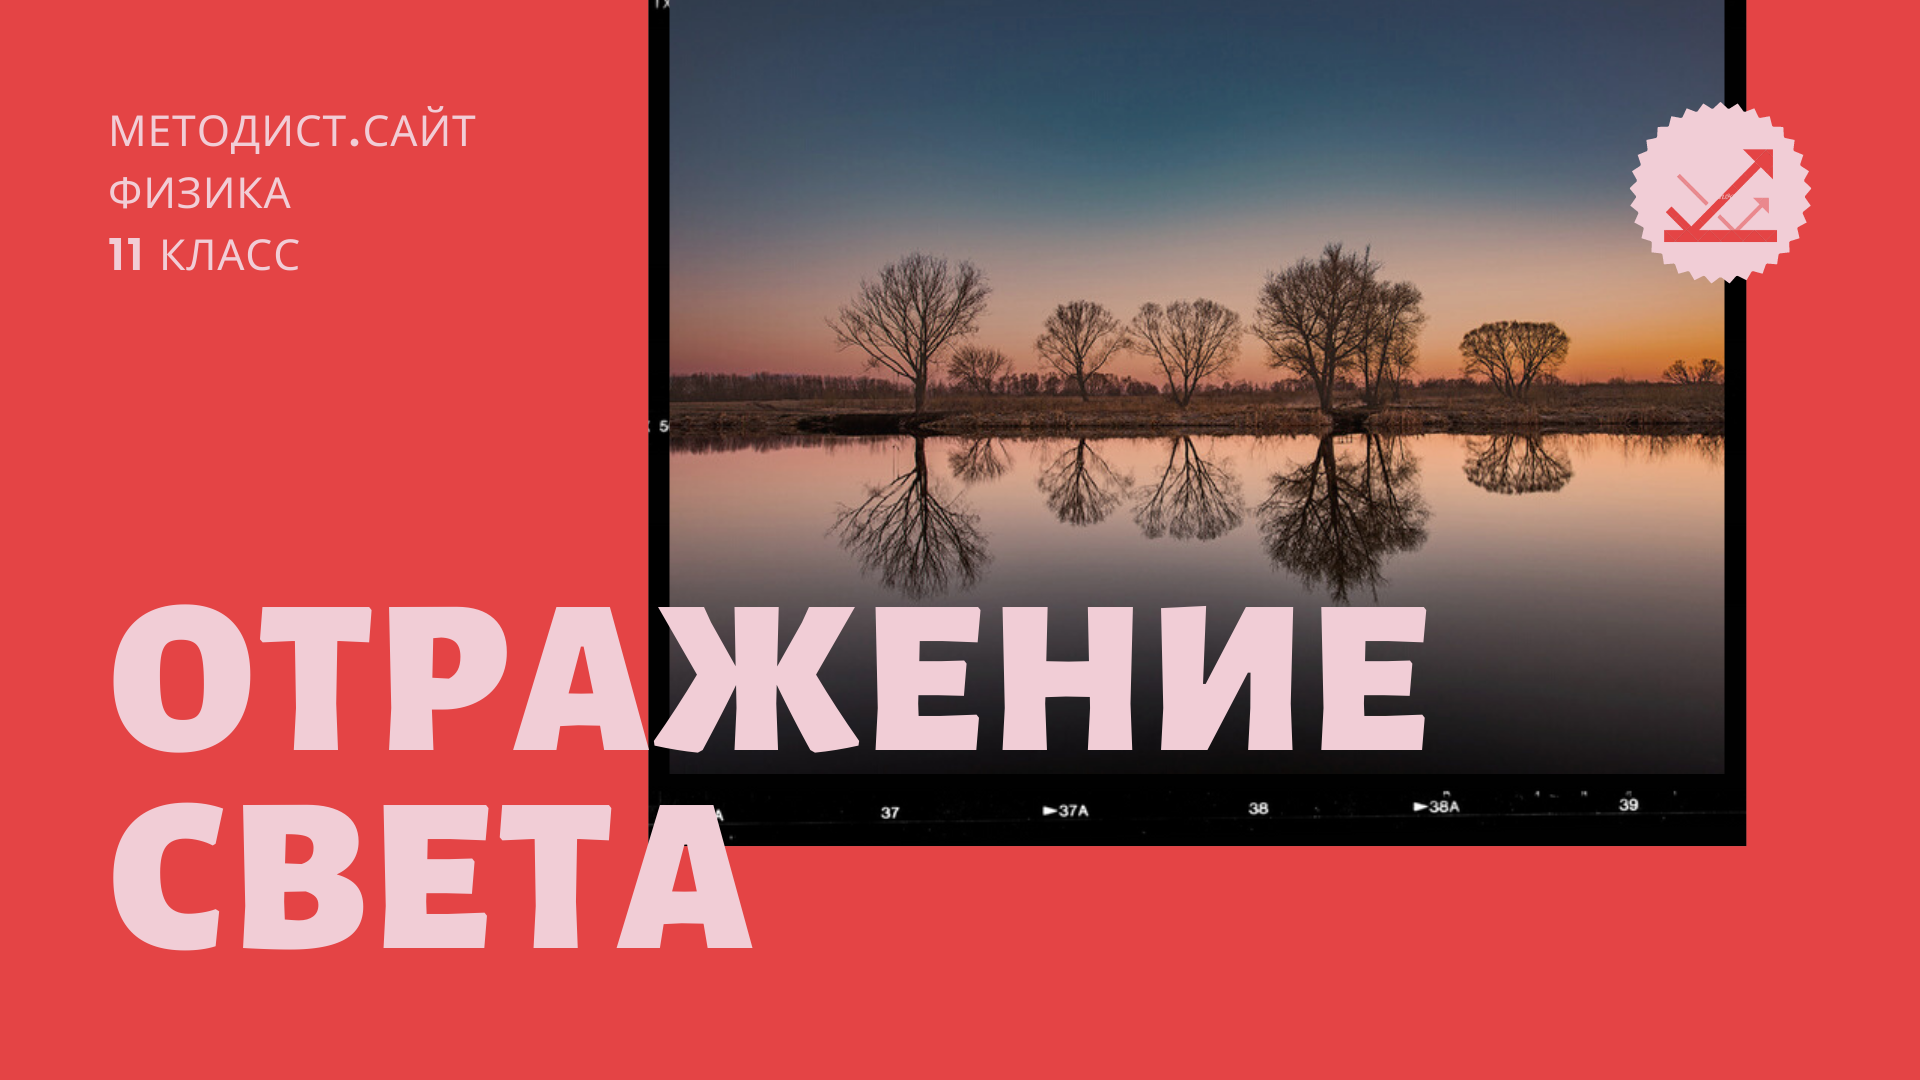 МЕТОДИСТ.САЙТ
ФИЗИКА
11 КЛАСС
ОТРАЖЕНИЕ
СВЕТА
37 ►37A 38 ►38A 39